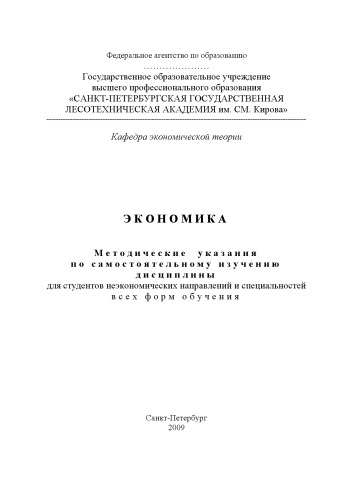 Федеральное агентство по образованию
…………………
Государственное образовательное учреждение
высшего профессионального образования
«САНКТ-ПЕТЕРБУРГСКАЯ ГОСУДАРСТВЕННАЯ
ЛЕСОТЕХНИЧЕСКАЯ АКАДЕМИЯ им. СМ. Кирова»
Кафедра экономической теории
ЭКОНОМИКА
Методические указания
по самостоятельному изучению
дисциплины
для студентов неэкономических направлений и специальностей
всех форм обучения
Санкт-Петербург
2009